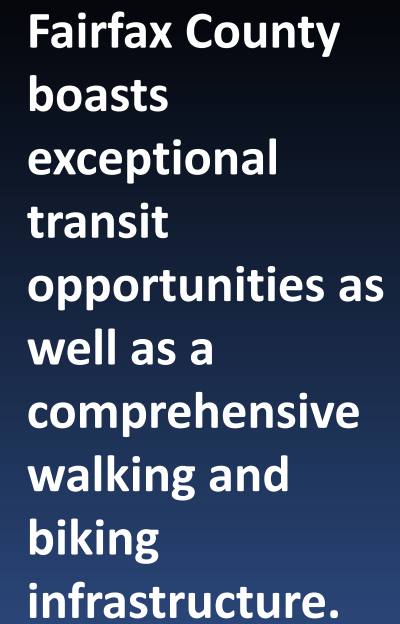 Fairfax County
boasts
exceptional
transit
opportunities as
well as a
comprehensive
walking and
biking
infrastructure.